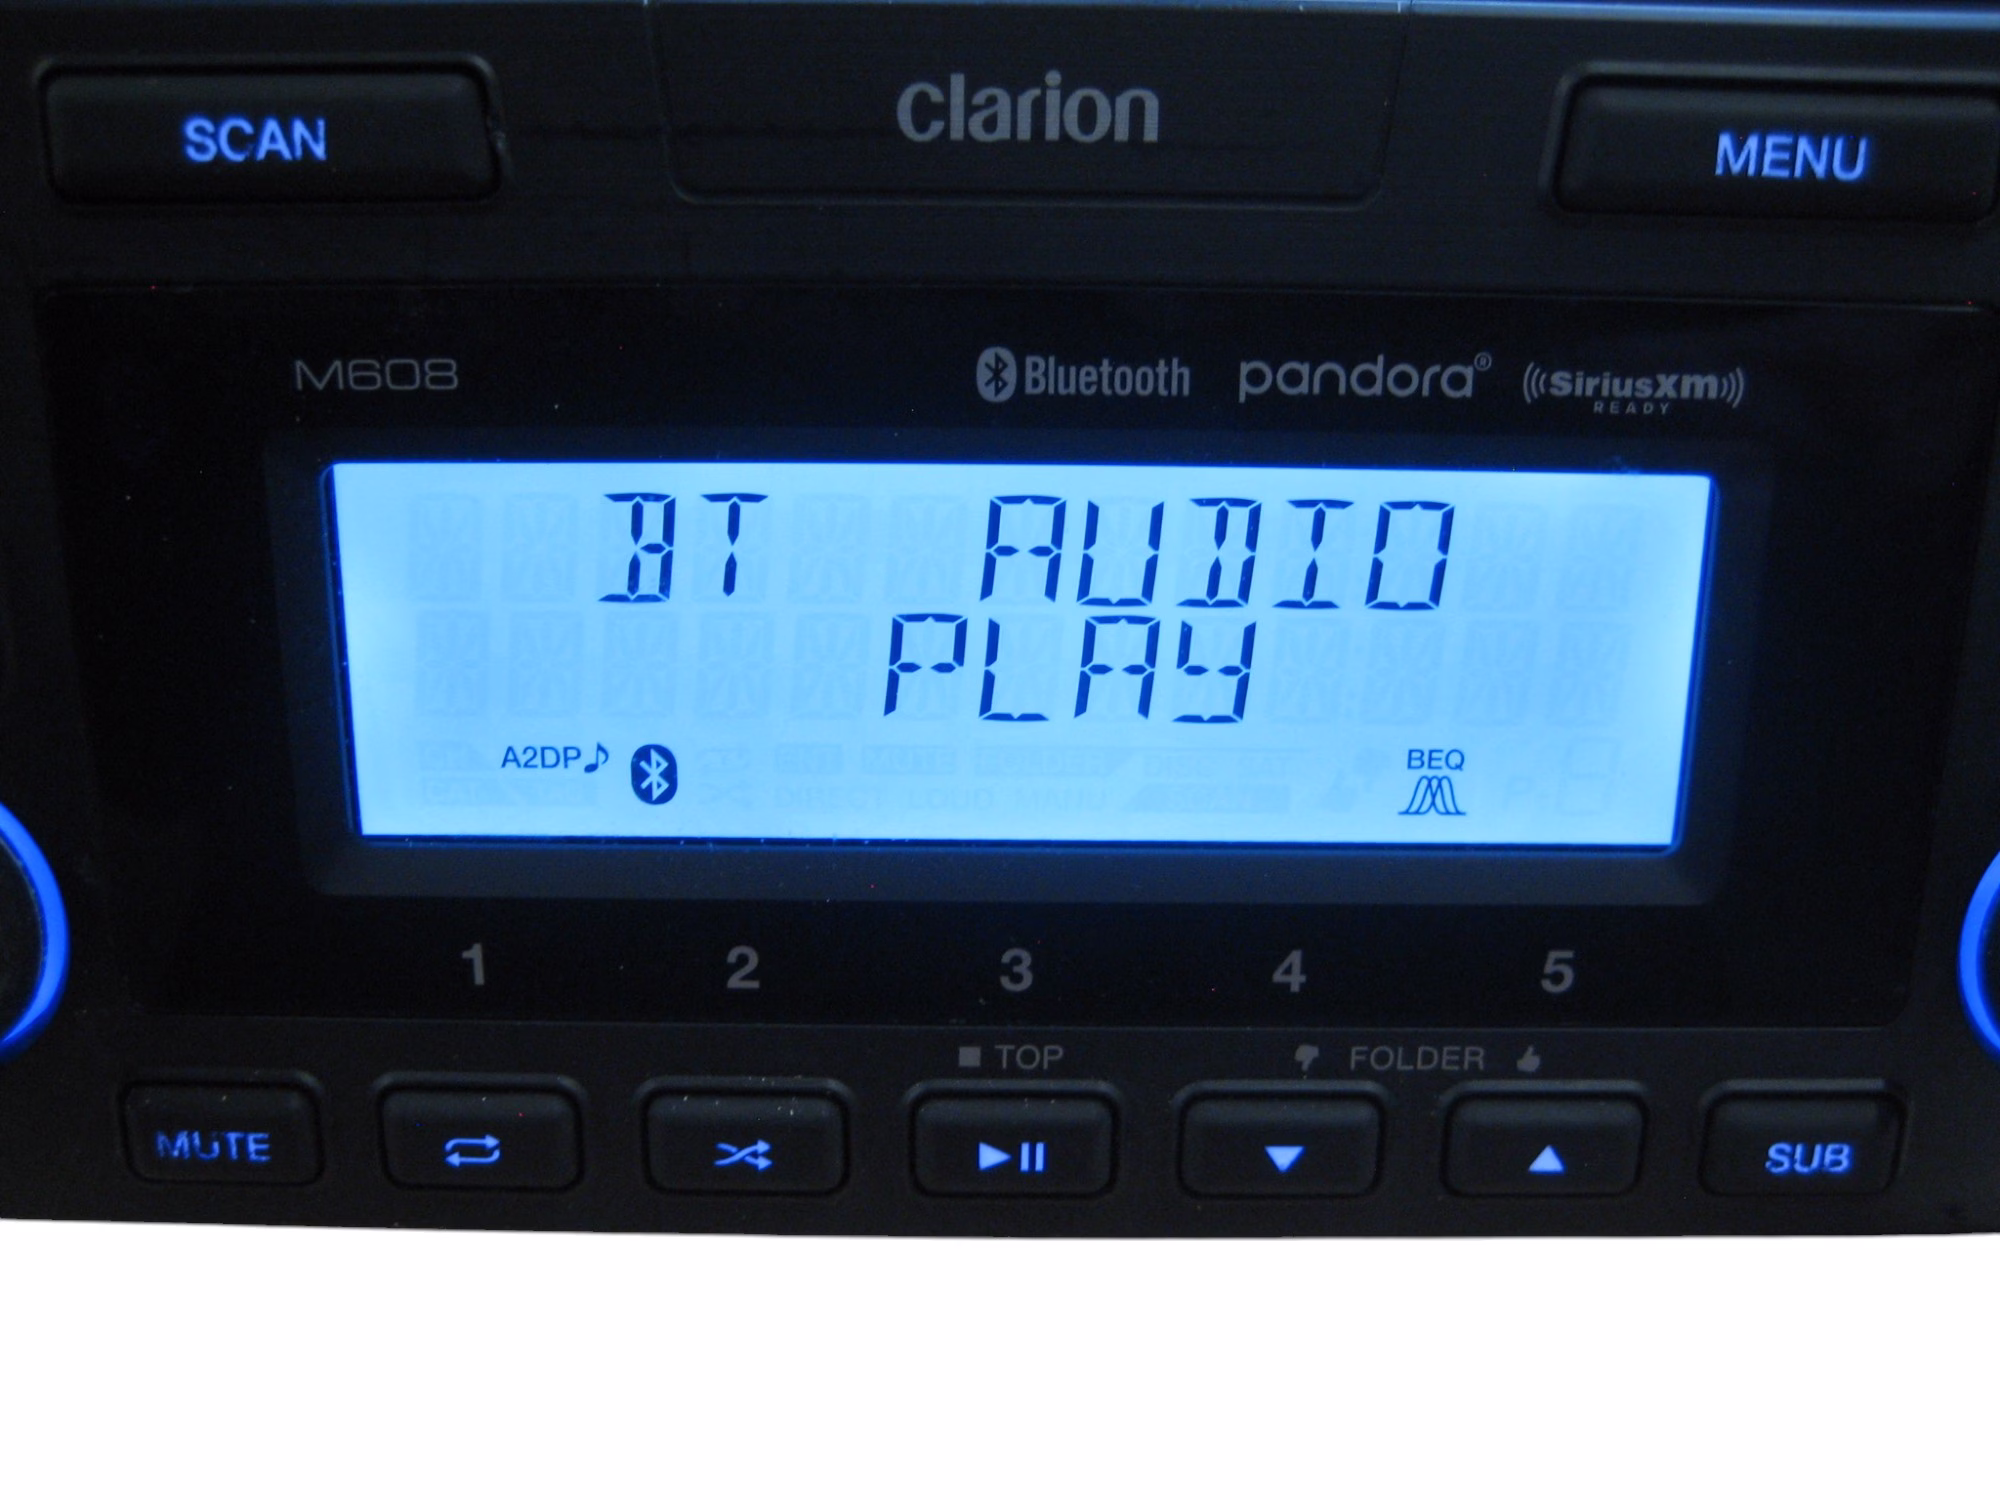 SCAN
clarion
MENU
M608
Bluetooth pandora® SiriusXM
READY
BT AUDIO
PLAY
A2DP
BEQ
1 2 3 4 5
TOP
FOLDER
MUTE
SUB